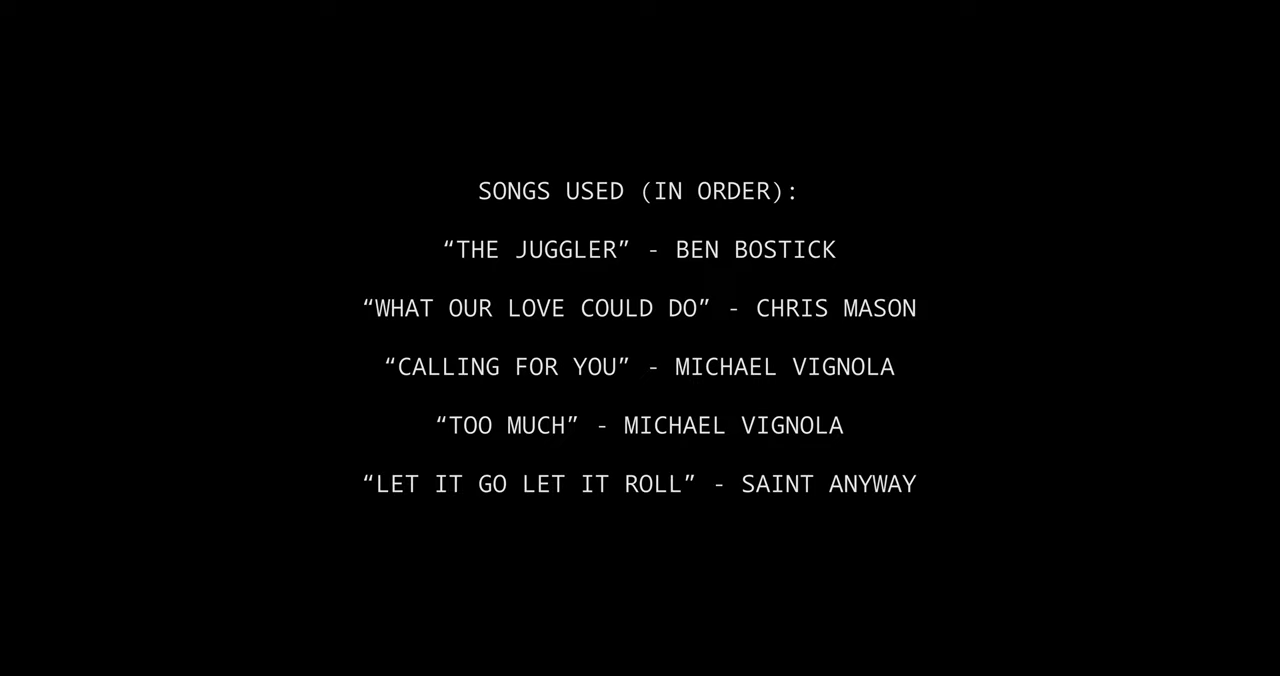 SONGS USED (IN ORDER):
“THE JUGGLER” - BEN BOSTICK
“WHAT OUR LOVE COULD DO” - CHRIS MASON
“CALLING FOR YOU” - MICHAEL VIGNOLA
“TOO MUCH” - MICHAEL VIGNOLA
“LET IT GO LET IT ROLL” - SAINT ANYWAY